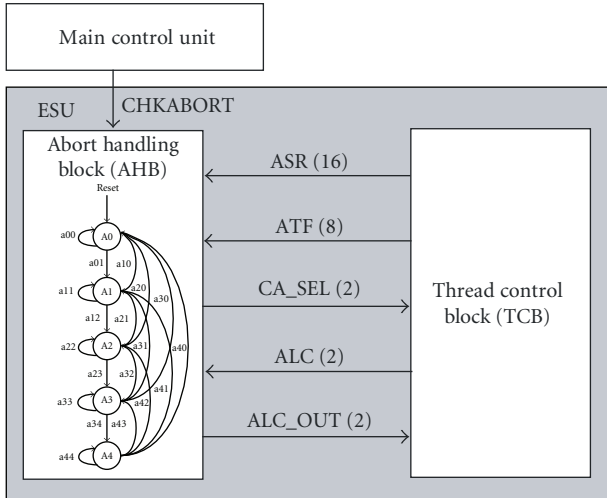 Main control unit
ESU
CHKABORT
Abort handling
block (AHB)
Reset
A0
a00
a01
a10
A1
a11
a20
a30
a12
a21
A2
a22
a31
a40
a23
a32
A3
a33
a41
a42
a34
a43
A4
a44
ASR (16)
ATF (8)
CA_SEL (2)
ALC (2)
ALC_OUT (2)
Thread control
block (TCB)